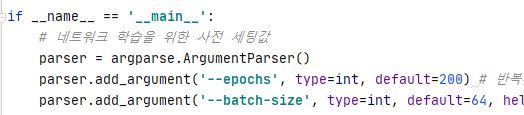 if __name__ == '__main__':
# 네트워크 학습을 위한 사전 세팅값
parser = argparse.ArgumentParser()
parser.add_argument('--epochs', type=int, default=200) # 반복
parser.add_argument('--batch-size', type=int, default=64, hel